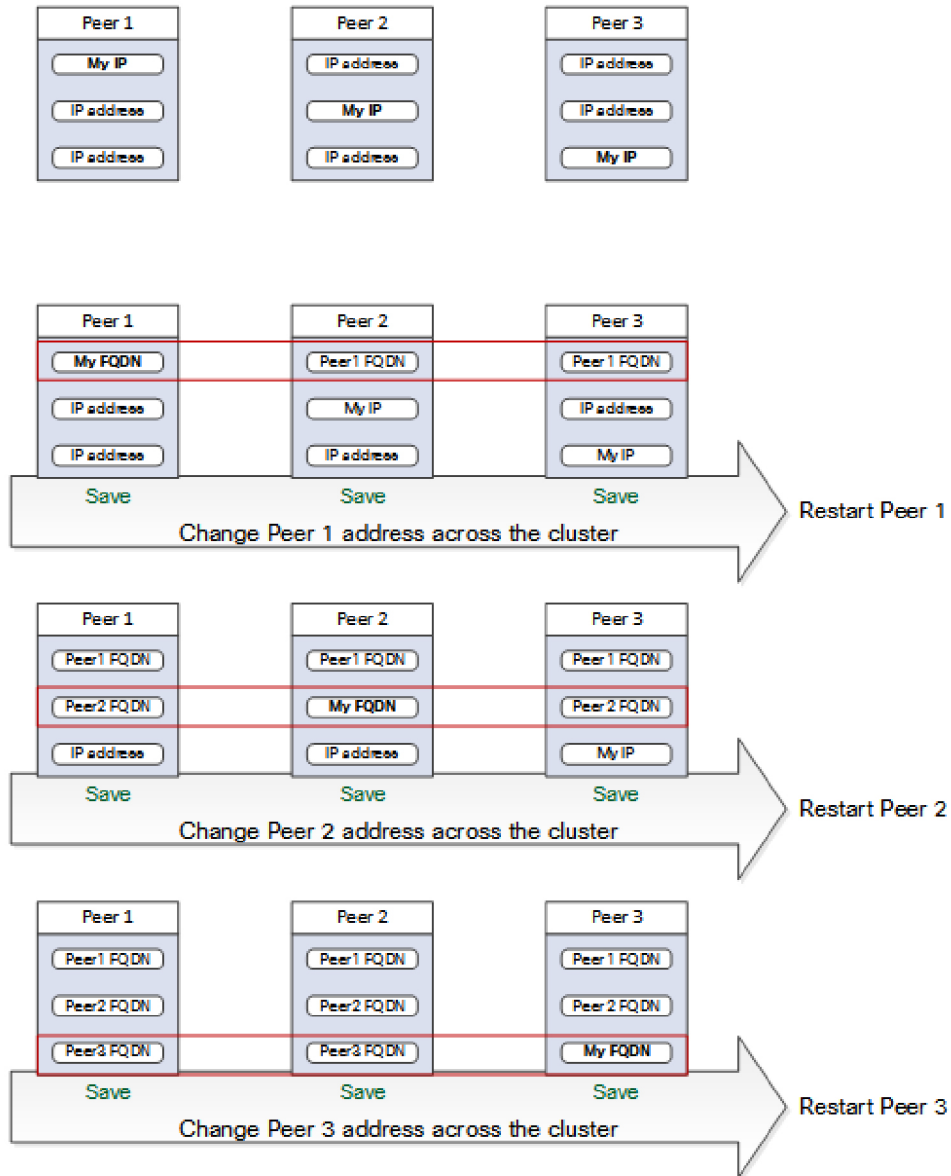 Peer 1 Peer 2 Peer 3
My IP IP address IP address
IP address My IP IP address
IP address IP address My IP
Peer 1 Peer 2 Peer 3
My FQDN Peer1 FQDN Peer 1 FQDN
IP address My IP IP address
IP address IP address My IP
Save Save Save
Change Peer 1 address across the cluster
Restart Peer 1
Peer 1 Peer 2 Peer 3
Peer1 FQDN Peer1 FQDN Peer 1 FQDN
Peer2 FQDN My FQDN Peer 2 FQDN
IP address IP address My IP
Save Save Save
Change Peer 2 address across the cluster
Restart Peer 2
Peer 1 Peer 2 Peer 3
Peer1 FQDN Peer1 FQDN Peer 1 FQDN
Peer2 FQDN Peer2 FQDN Peer 2 FQDN
Peer3 FQDN Peer3 FQDN My FQDN
Save Save Save
Change Peer 3 address across the cluster
Restart Peer 3